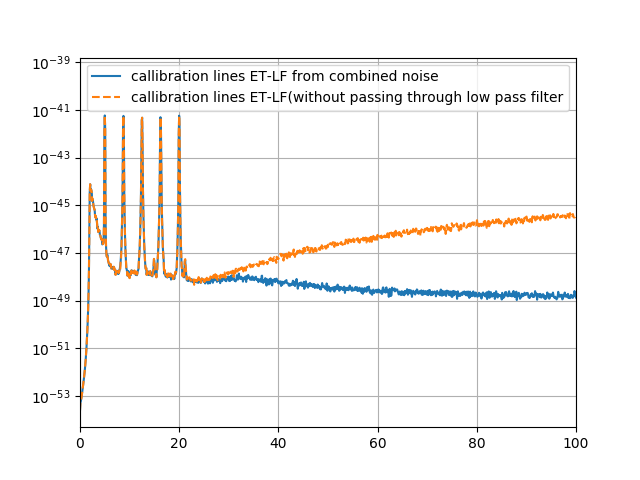 callibration lines ET-LF from combined noise
callibration lines ET-LF(without passing through low pass filter
10⁻³⁹
10⁻⁴¹
10⁻⁴³
10⁻⁴⁵
10⁻⁴⁷
10⁻⁴⁹
10⁻⁵¹
10⁻⁵³
0 20 40 60 80 100